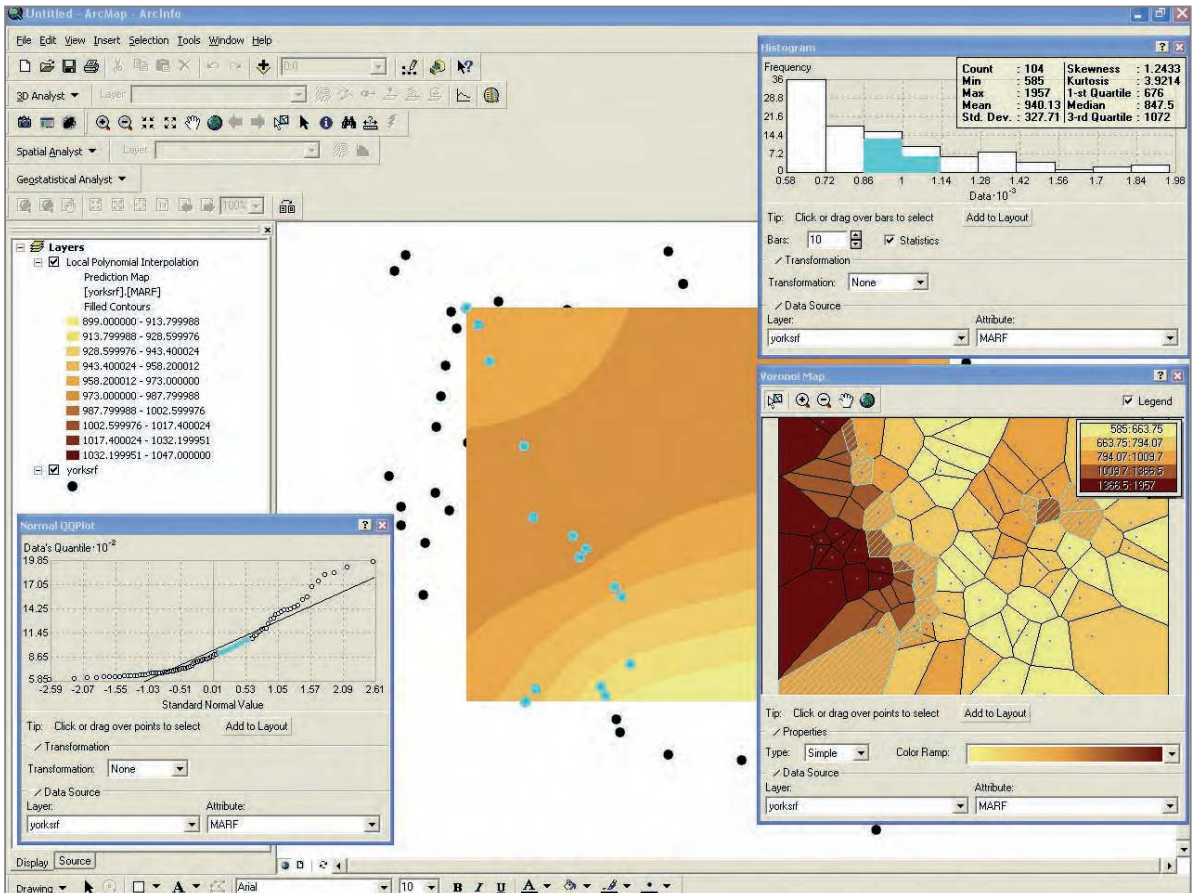 Untitled - ArcMap - ArcInfo
File Edit View Insert Selection Tools Window Help
3D Analyst Layer:
Spatial Analyst Layer:
Geostatistical Analyst
100%
Layers
Local Polynomial Interpolation
Prediction Map
[yorksrf].[MARF]
Filled Contours
899.000000 - 913.799988
913.799988 - 928.599976
928.599976 - 943.400024
943.400024 - 958.200012
958.200012 - 973.000000
973.000000 - 987.799988
987.799988 - 1002.599976
1002.599976 - 1017.400024
1017.400024 - 1032.199951
1032.199951 - 1047.000000
yorksrf
Normal QQPlot
Data's Quantile·10⁻²
19.85
17.05
14.25
11.45
8.65
5.85
-2.59 -2.07 -1.55 -1.03 -0.51 0.01 0.53 1.05 1.57 2.09 2.61
Standard Normal Value
Tip: Click or drag over points to select Add to Layout
Transformation
Transformation: None
Data Source
Layer: Attribute:
yorksrf MARF
Display Source
Drawing A Arial 10 B I U A
Histogram
Frequency
36
28.8
21.6
14.4
7.2
0
Count : 104 Skewness : 1.2433
Min : 585 Kurtosis : 3.9214
Max : 1957 1-st Quartile : 676
Mean : 940.13 Median : 847.5
Std. Dev. : 327.71 3-rd Quartile : 1072
0.58 0.72 0.86 1 1.14 1.28 1.42 1.56 1.7 1.84 1.98
Data·10⁻³
Tip: Click or drag over bars to select Add to Layout
Bars: 10 Statistics
Transformation
Transformation: None
Data Source
Layer: Attribute:
yorksrf MARF
Voronoi Map
Legend
585:663.75
663.75:794.07
794.07:1009.7
1009.7:1366.5
1366.5:1957
Tip: Click or drag over points to select Add to Layout
Properties
Type: Simple Color Ramp:
Data Source
Layer: Attribute:
yorksrf MARF